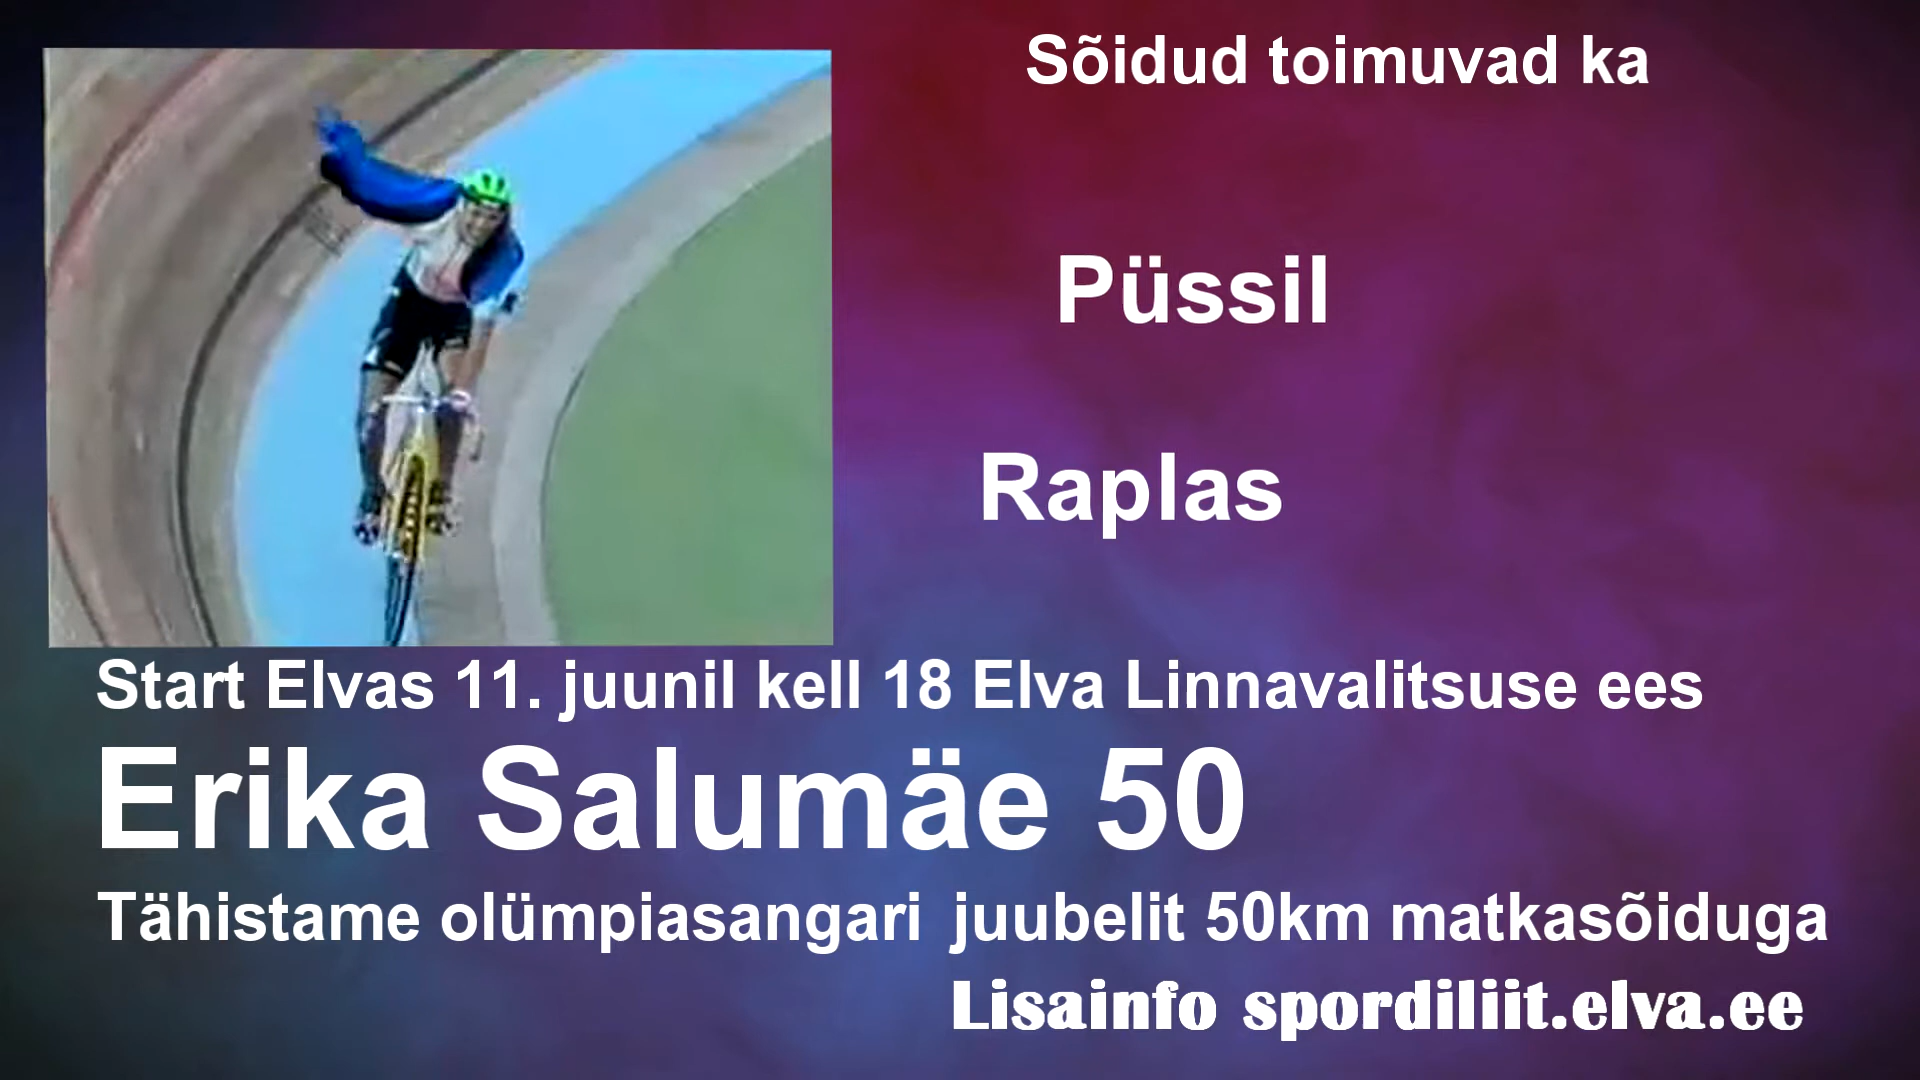 Sõidud toimuvad ka
Püssil
Raplas
Start Elvas 11. juunil kell 18 Elva Linnavalitsuse ees
Erika Salumäe 50
Tähistame olümpiasangari juubelit 50km matkasõiduga
Lisainfo spordiliit.elva.ee